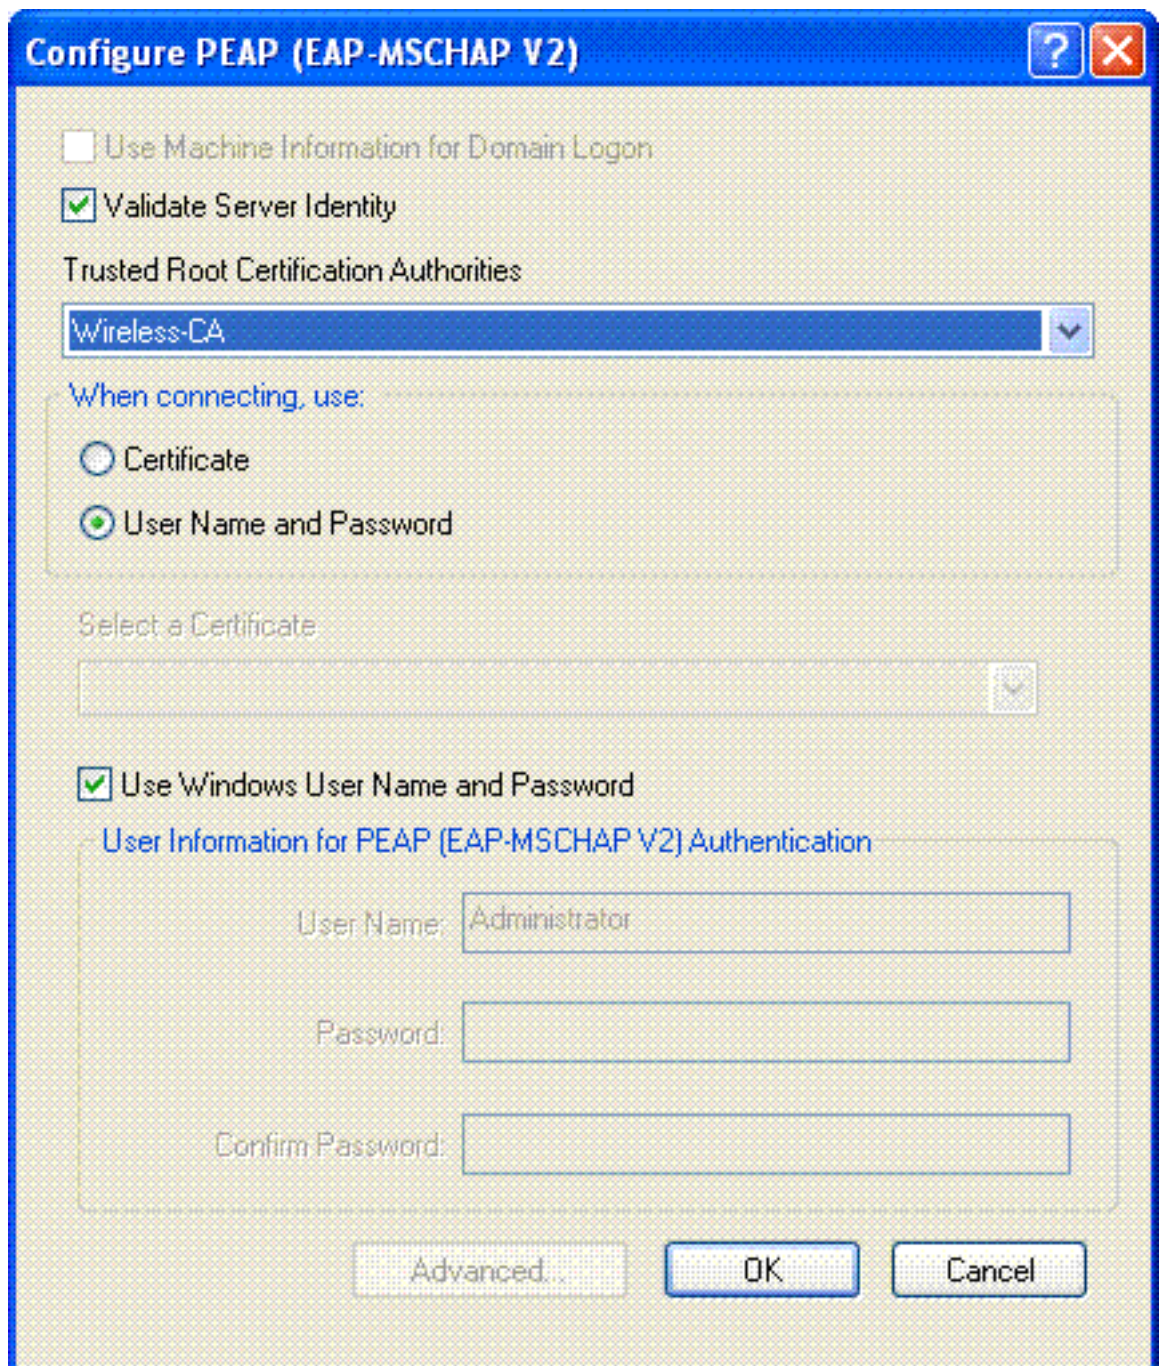 Configure PEAP (EAP-MSCHAP V2)
Use Machine Information for Domain Logon
Validate Server Identity
Trusted Root Certification Authorities
Wireless-CA
When connecting, use:
Certificate
User Name and Password
Select a Certificate
Use Windows User Name and Password
User Information for PEAP (EAP-MSCHAP V2) Authentication
User Name: Administrator
Password:
Confirm Password:
Advanced... OK Cancel